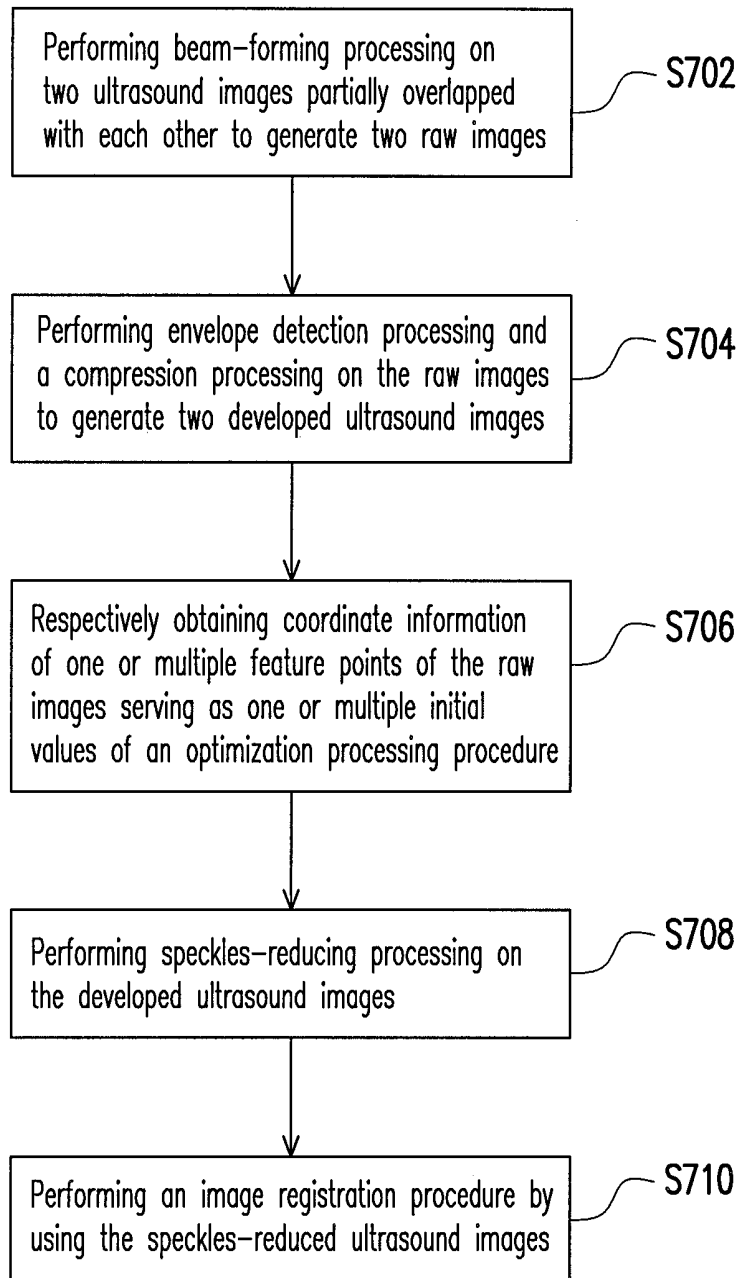 Performing beam-forming processing on
two ultrasound images partially overlapped
with each other to generate two raw images
S702
Performing envelope detection processing and
a compression processing on the raw images
to generate two developed ultrasound images
S704
Respectively obtaining coordinate information
of one or multiple feature points of the raw
images serving as one or multiple initial
values of an optimization processing procedure
S706
Performing speckles-reducing processing on
the developed ultrasound images
S708
Performing an image registration procedure by
using the speckles-reduced ultrasound images
S710